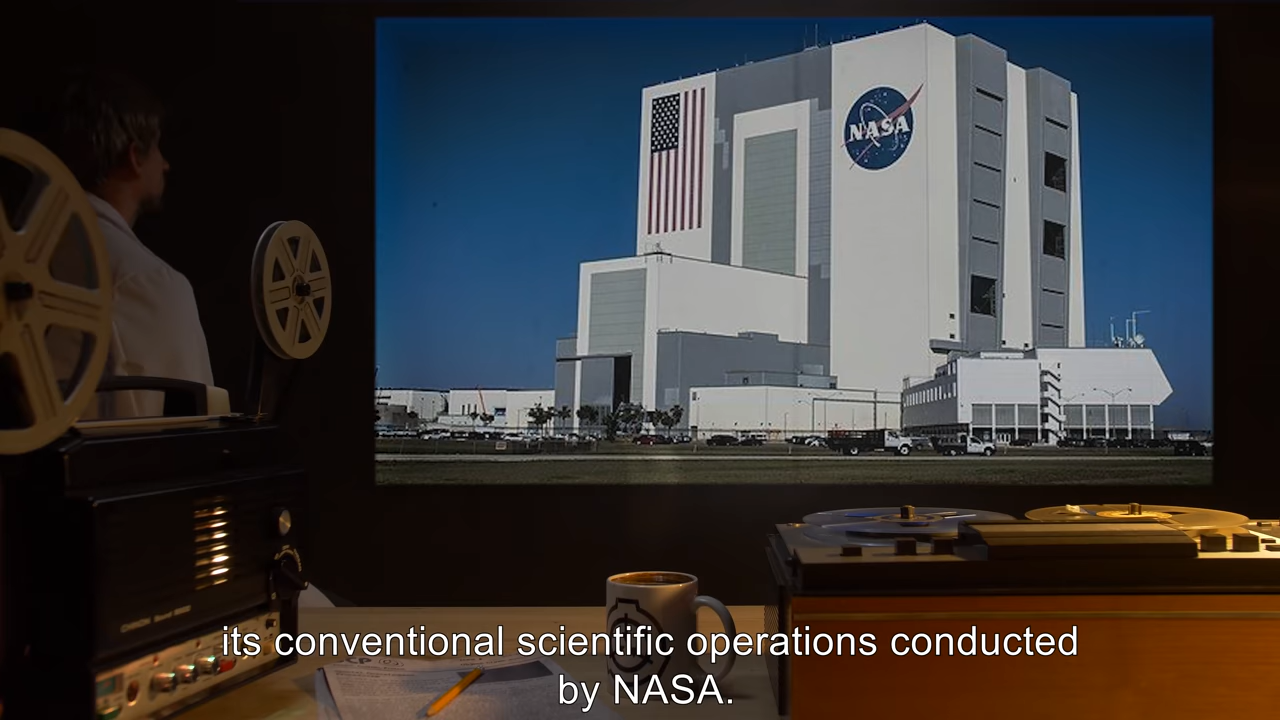 NASA
its conventional scientific operations conducted
by NASA.